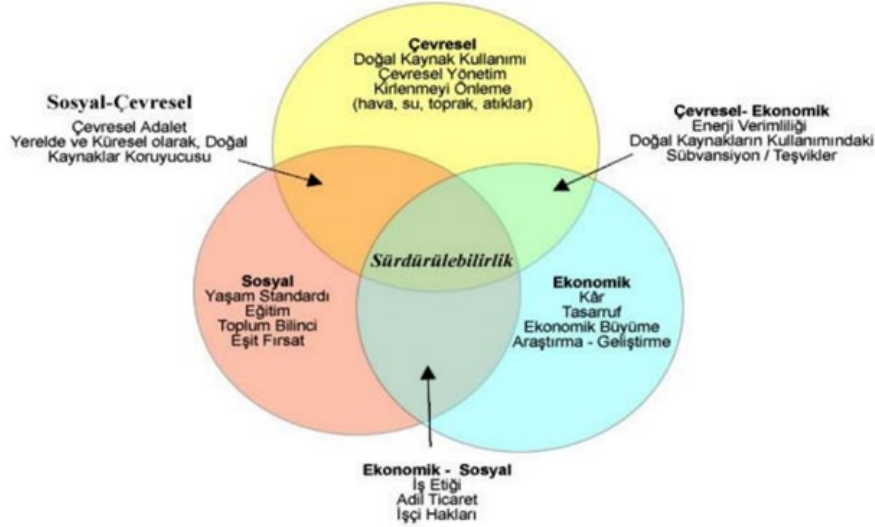 Çevresel
Doğal Kaynak Kullanımı
Çevresel Yönetim
Kirlenmeyi Önleme
(hava, su, toprak, atıklar)
Sosyal-Çevresel
Çevresel Adalet
Yerelde ve Küresel olarak, Doğal
Kaynaklar Koruyucusu
Çevresel- Ekonomik
Enerji Verimliliği
Doğal Kaynakların Kullanımındaki
Sübvansiyon / Teşvikler
Sürdürülebilirlik
Sosyal
Yaşam Standardı
Eğitim
Toplum Bilinci
Eşit Fırsat
Ekonomik
Kâr
Tasarruf
Ekonomik Büyüme
Araştırma - Geliştirme
Ekonomik - Sosyal
İş Etiği
Adil Ticaret
İşçi Hakları